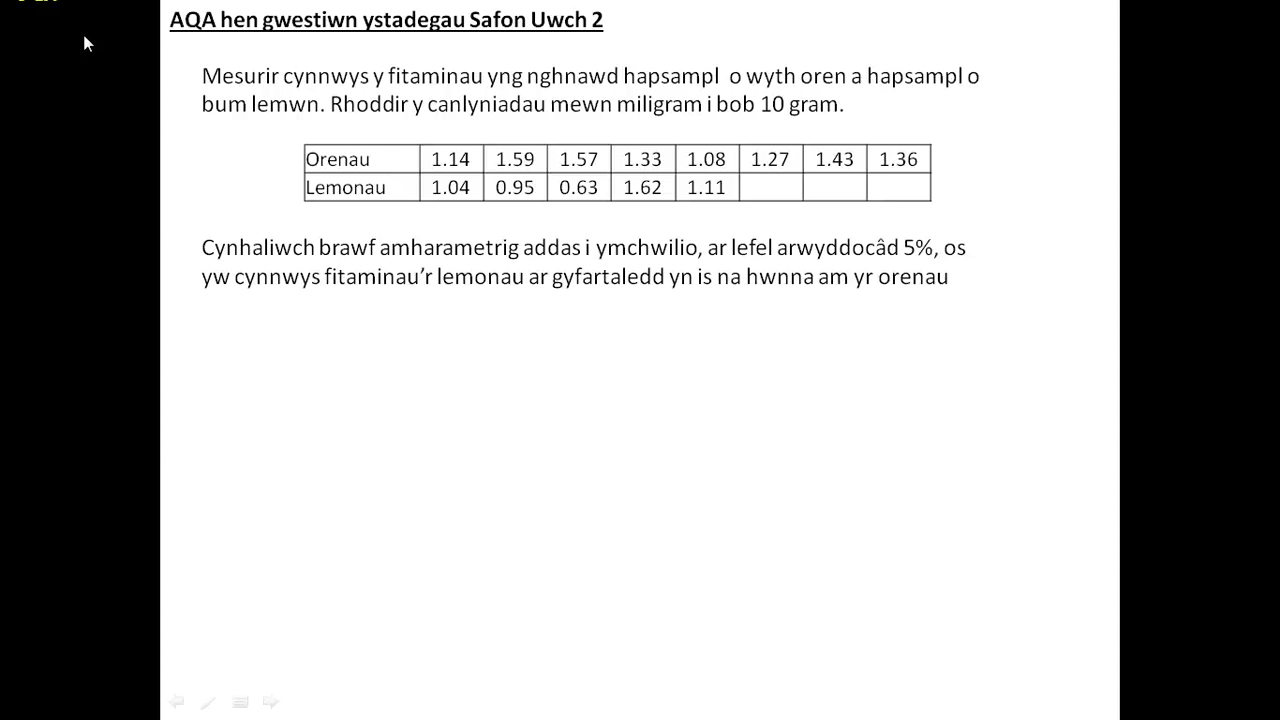 AQA hen gwestiwn ystadegau Safon Uwch 2
Mesurir cynnwys y fitaminau yng nghnawd hapsampl o wyth oren a hapsampl o
bum lemwn. Rhoddir y canlyniadau mewn miligram i bob 10 gram.
Orenau 1.14 1.59 1.57 1.33 1.08 1.27 1.43 1.36
Lemonau 1.04 0.95 0.63 1.62 1.11
Cynhaliwch brawf amharametrig addas i ymchwilio, ar lefel arwyddocâd 5%, os
yw cynnwys fitaminau’r lemonau ar gyfartaledd yn is na hwnna am yr orenau